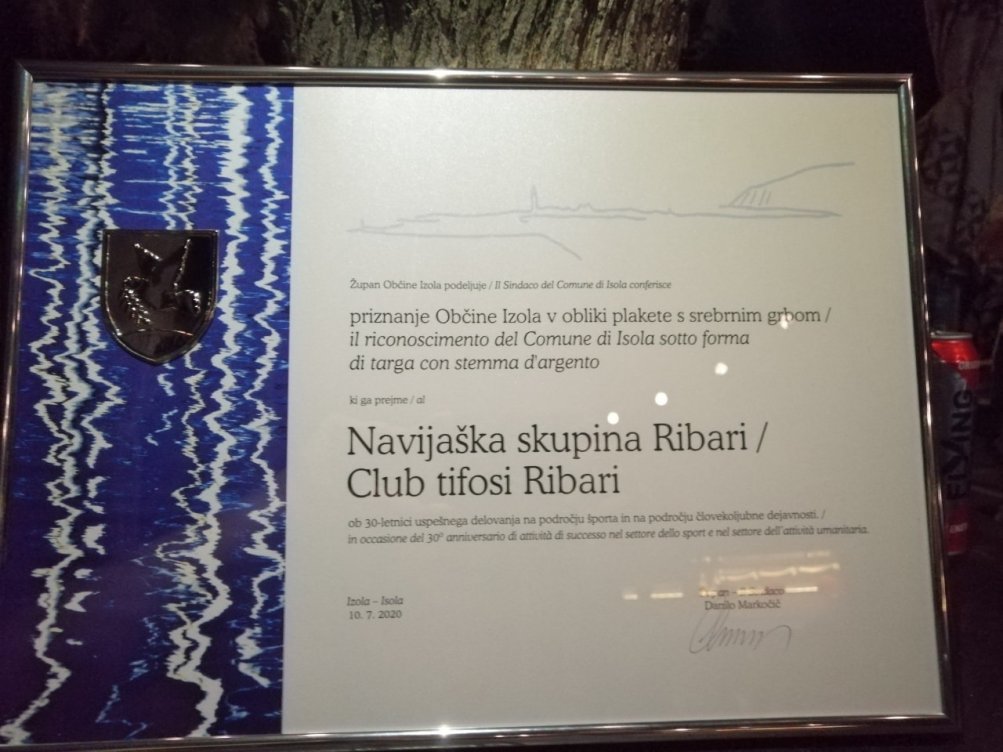 Župan Občine Izola podeljuje / Il Sindaco del Comune di Isola conferisce
priznanje Občine Izola v obliki plakete s srebrnim grbom /
il riconoscimento del Comune di Isola sotto forma
di targa con stemma d'argento
ki ga prejme / al
Navijaška skupina Ribari /
Club tifosi Ribari
ob 30-letnici uspešnega delovanja na področju športa in na področju človekoljubne dejavnosti. /
in occasione del 30° anniversario di attività di successo nel settore dello sport e nel settore dell'attività umanitaria.
Izola – Isola
10. 7. 2020
Danilo Markočič